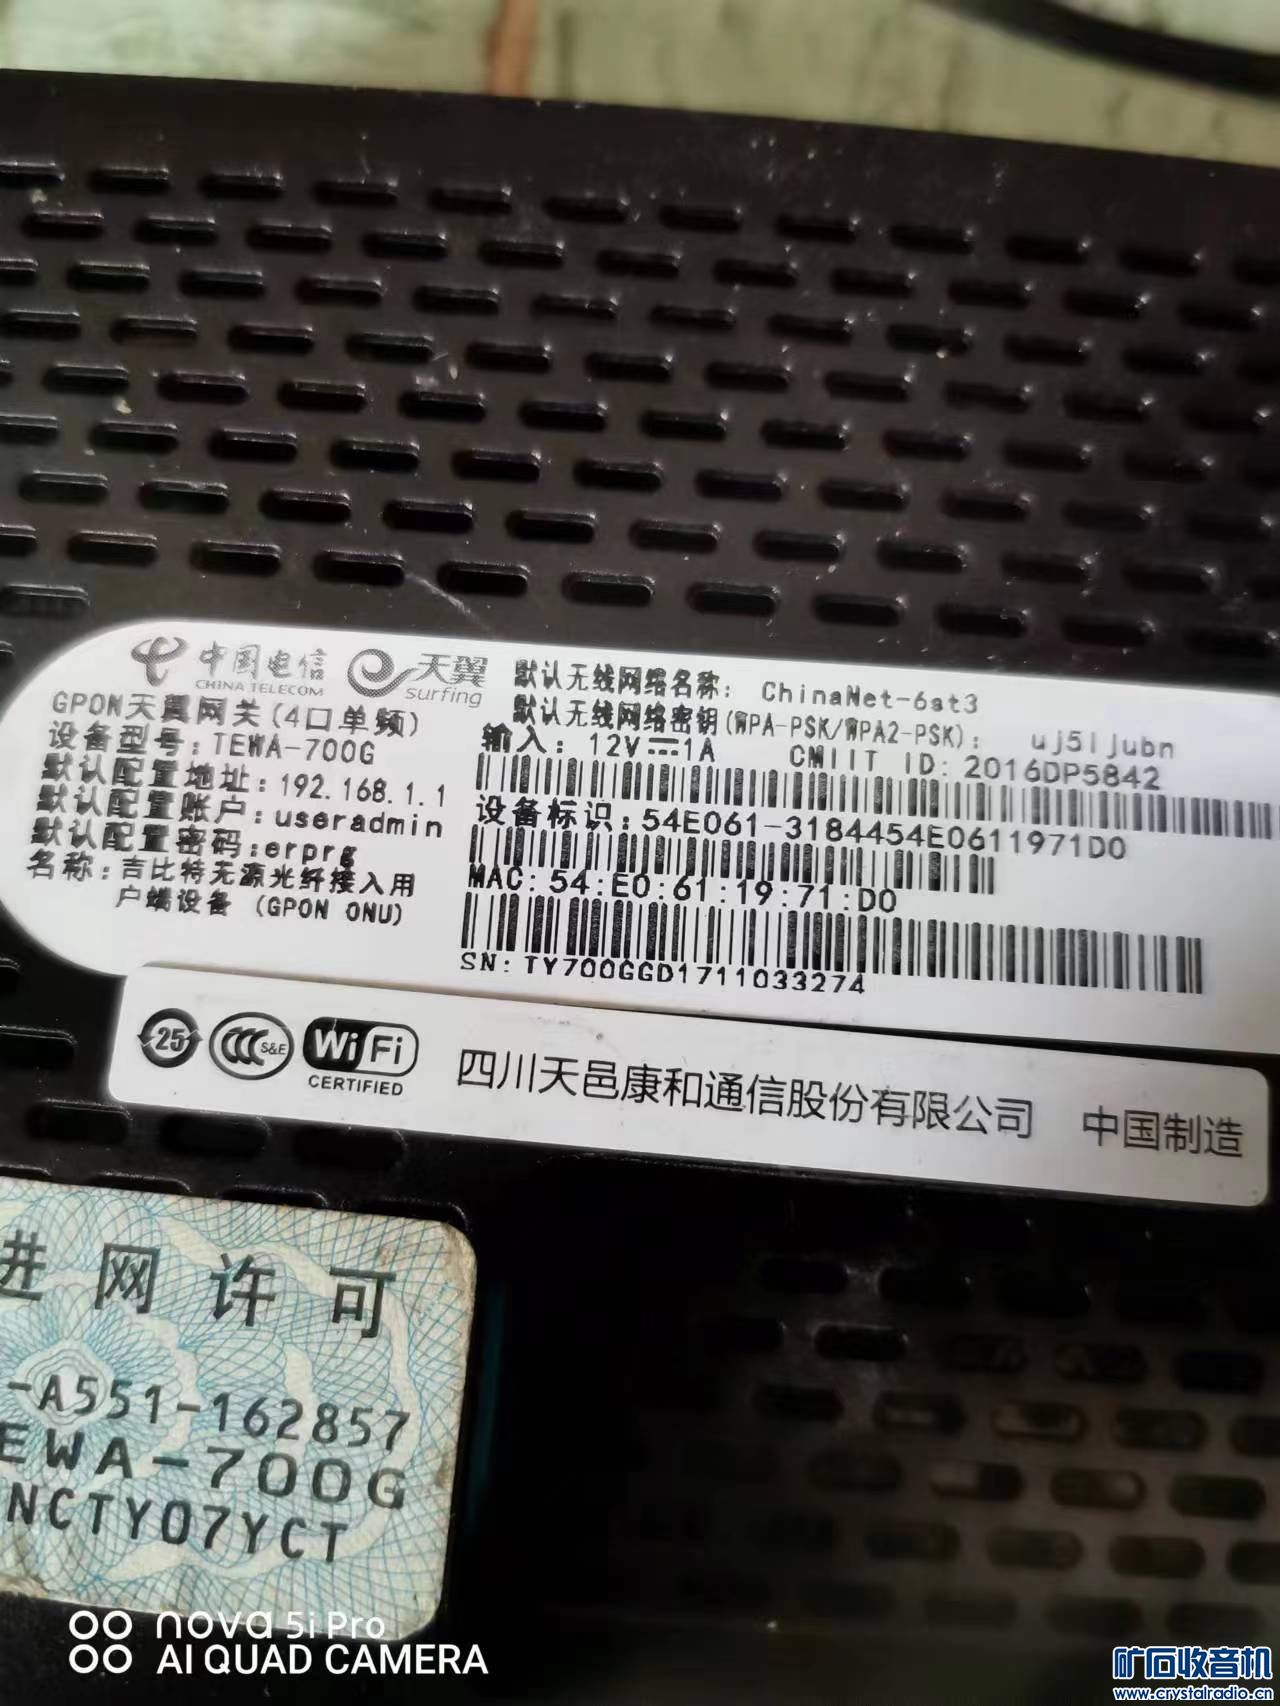 中国电信
CHINA TELECOM
天翼
surfing
GPON天翼网关(4口单频)
设备型号:TEWA-700G
默认配置地址:192.168.1.1
默认配置账户:useradmin
默认配置密码:erprg
名称:吉比特无源光纤接入用
户端设备 (GPON ONU)
默认无线网络名称: ChinaNet-6st3
默认无线网络密钥(WPA-PSK/WPA2-PSK): uj5ljubn
输入: 12V⎓1A CMIIT ID: 2016DP5842
设备标识:54E061-3184454E0611971D0
MAC:54:E0:61:19:71:D0
SN:TY700GGD1711033274
25
CCC S&E
Wi Fi
CERTIFIED
四川天邑康和通信股份有限公司 中国制造
进网许可
-A551-162857
EWA-700G
NCTY07YCT
nova 5i Pro
AI QUAD CAMERA
矿石收音机
www.crystalradio.cn